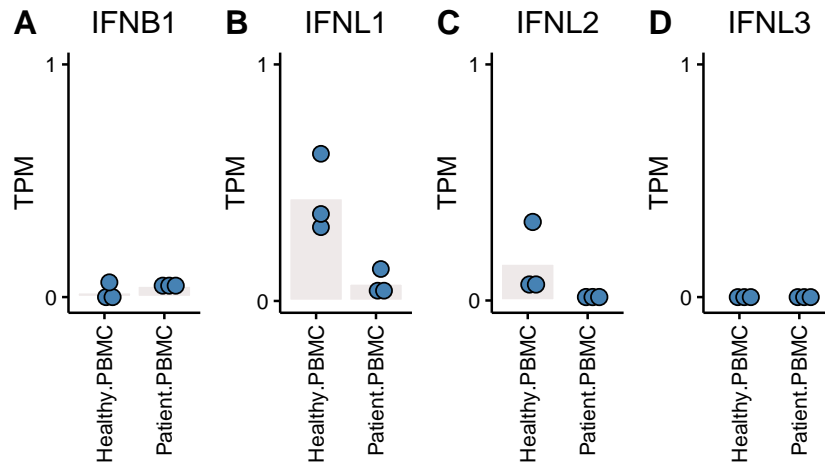 A IFNB1
1
0
TPM
Healthy.PBMC
Patient.PBMC
B IFNL1
1
0
TPM
Healthy.PBMC
Patient.PBMC
C IFNL2
1
0
TPM
Healthy.PBMC
Patient.PBMC
D IFNL3
1
0
TPM
Healthy.PBMC
Patient.PBMC